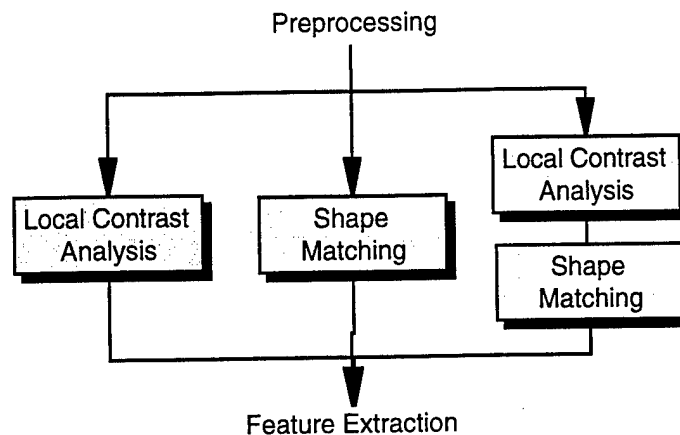 Preprocessing
Local Contrast
Analysis
Shape
Matching
Local Contrast
Analysis
Shape
Matching
Feature Extraction